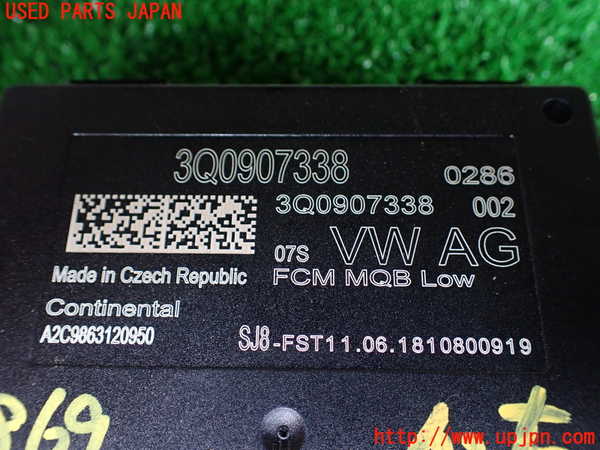 USED PARTS JAPAN
3Q0907338
0286
3Q0907338 002
07S VW AG
Made in Czech Republic
FCM MQB Low
Continental
A2C9863120950
SJ8-FST11.06.1810800919
869
http://www.upjpn.com/